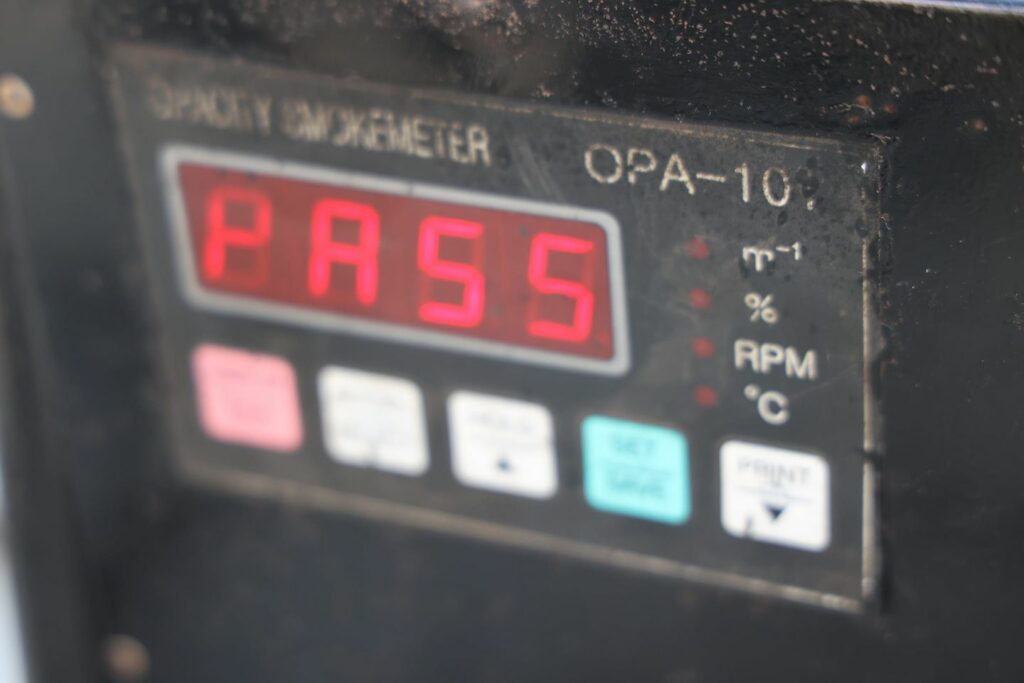 OPACITY SMOKEMETER
OPA-10
PASS
m⁻¹
%
RPM
°C
SET
SAVE
PRINT